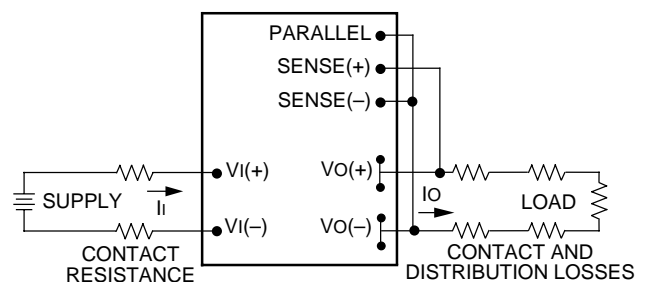 PARALLEL
SENSE(+)
SENSE(–)
VI(+)
VO(+)
SUPPLY
II
IO
LOAD
VI(–)
VO(–)
CONTACT
RESISTANCE
CONTACT AND
DISTRIBUTION LOSSES